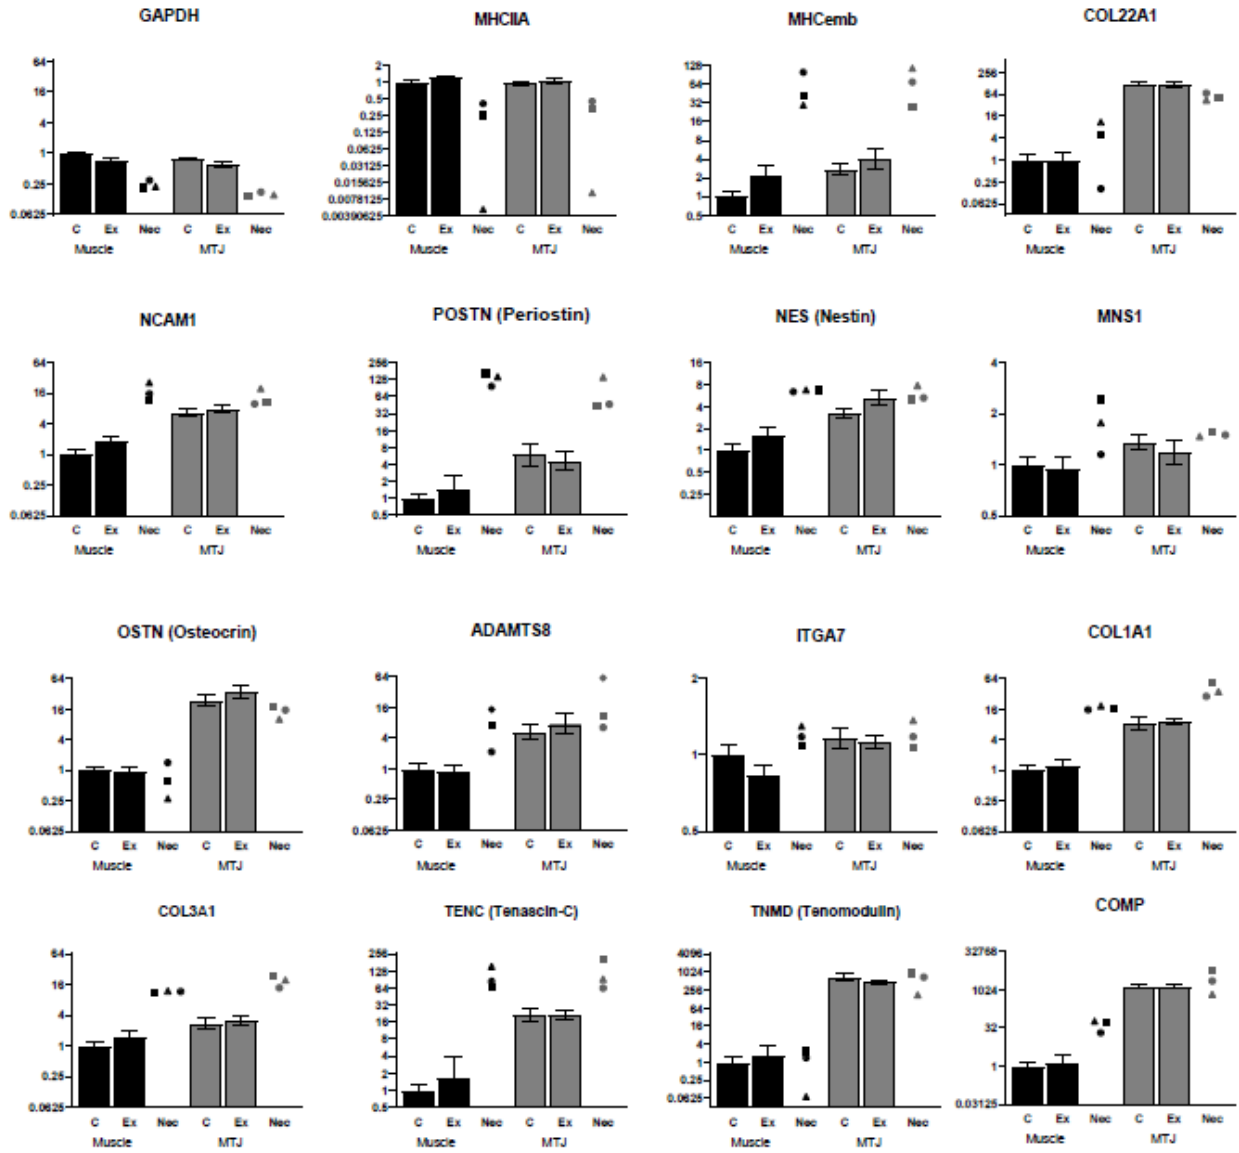 GAPDH
64
16
4
1
0.25
0.0625
C Ex Nec C Ex Nec
Muscle MTJ
MHCIIA
2
1
0.5
0.25
0.125
0.0625
0.03125
0.015625
0.0078125
0.00390625
C Ex Nec C Ex Nec
Muscle MTJ
MHCemb
128
64
32
16
8
4
2
1
0.5
C Ex Nec C Ex Nec
Muscle MTJ
COL22A1
256
64
16
4
1
0.25
0.0625
C Ex Nec C Ex Nec
Muscle MTJ
NCAM1
64
16
4
1
0.25
0.0625
C Ex Nec C Ex Nec
Muscle MTJ
POSTN (Periostin)
256
128
64
32
16
8
4
2
1
0.5
C Ex Nec C Ex Nec
Muscle MTJ
NES (Nestin)
16
8
4
2
1
0.5
0.25
C Ex Nec C Ex Nec
Muscle MTJ
MNS1
4
2
1
0.5
C Ex Nec C Ex Nec
Muscle MTJ
OSTN (Osteocrin)
64
16
4
1
0.25
0.0625
C Ex Nec C Ex Nec
Muscle MTJ
ADAMTS8
64
16
4
1
0.25
0.0625
C Ex Nec C Ex Nec
Muscle MTJ
ITGA7
2
1
0.5
C Ex Nec C Ex Nec
Muscle MTJ
COL1A1
64
16
4
1
0.25
0.0625
C Ex Nec C Ex Nec
Muscle MTJ
COL3A1
64
16
4
1
0.25
0.0625
C Ex Nec C Ex Nec
Muscle MTJ
TENC (Tenascin-C)
256
128
64
32
16
8
4
2
1
0.5
C Ex Nec C Ex Nec
Muscle MTJ
TNMD (Tenomodulin)
4096
1024
256
64
16
4
1
0.25
0.0625
C Ex Nec C Ex Nec
Muscle MTJ
COMP
32768
1024
32
1
0.03125
C Ex Nec C Ex Nec
Muscle MTJ